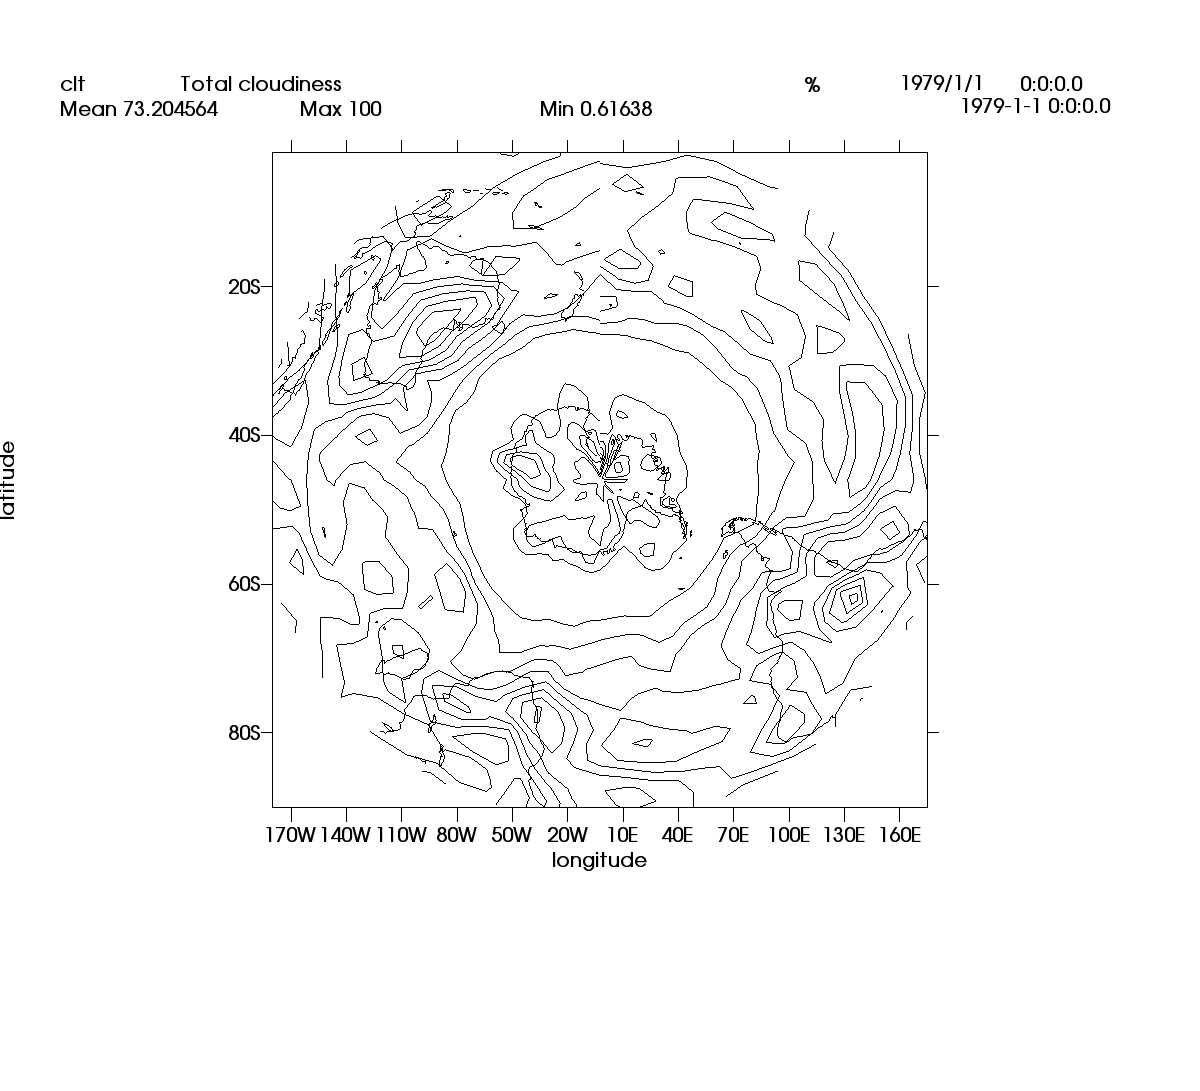 clt Total cloudiness % 1979/1/1 0:0:0.0
Mean 73.204564 Max 100 Min 0.61638 1979-1-1 0:0:0.0
20S
40S
60S
80S
latitude
170W 140W 110W 80W 50W 20W 10E 40E 70E 100E 130E 160E
longitude